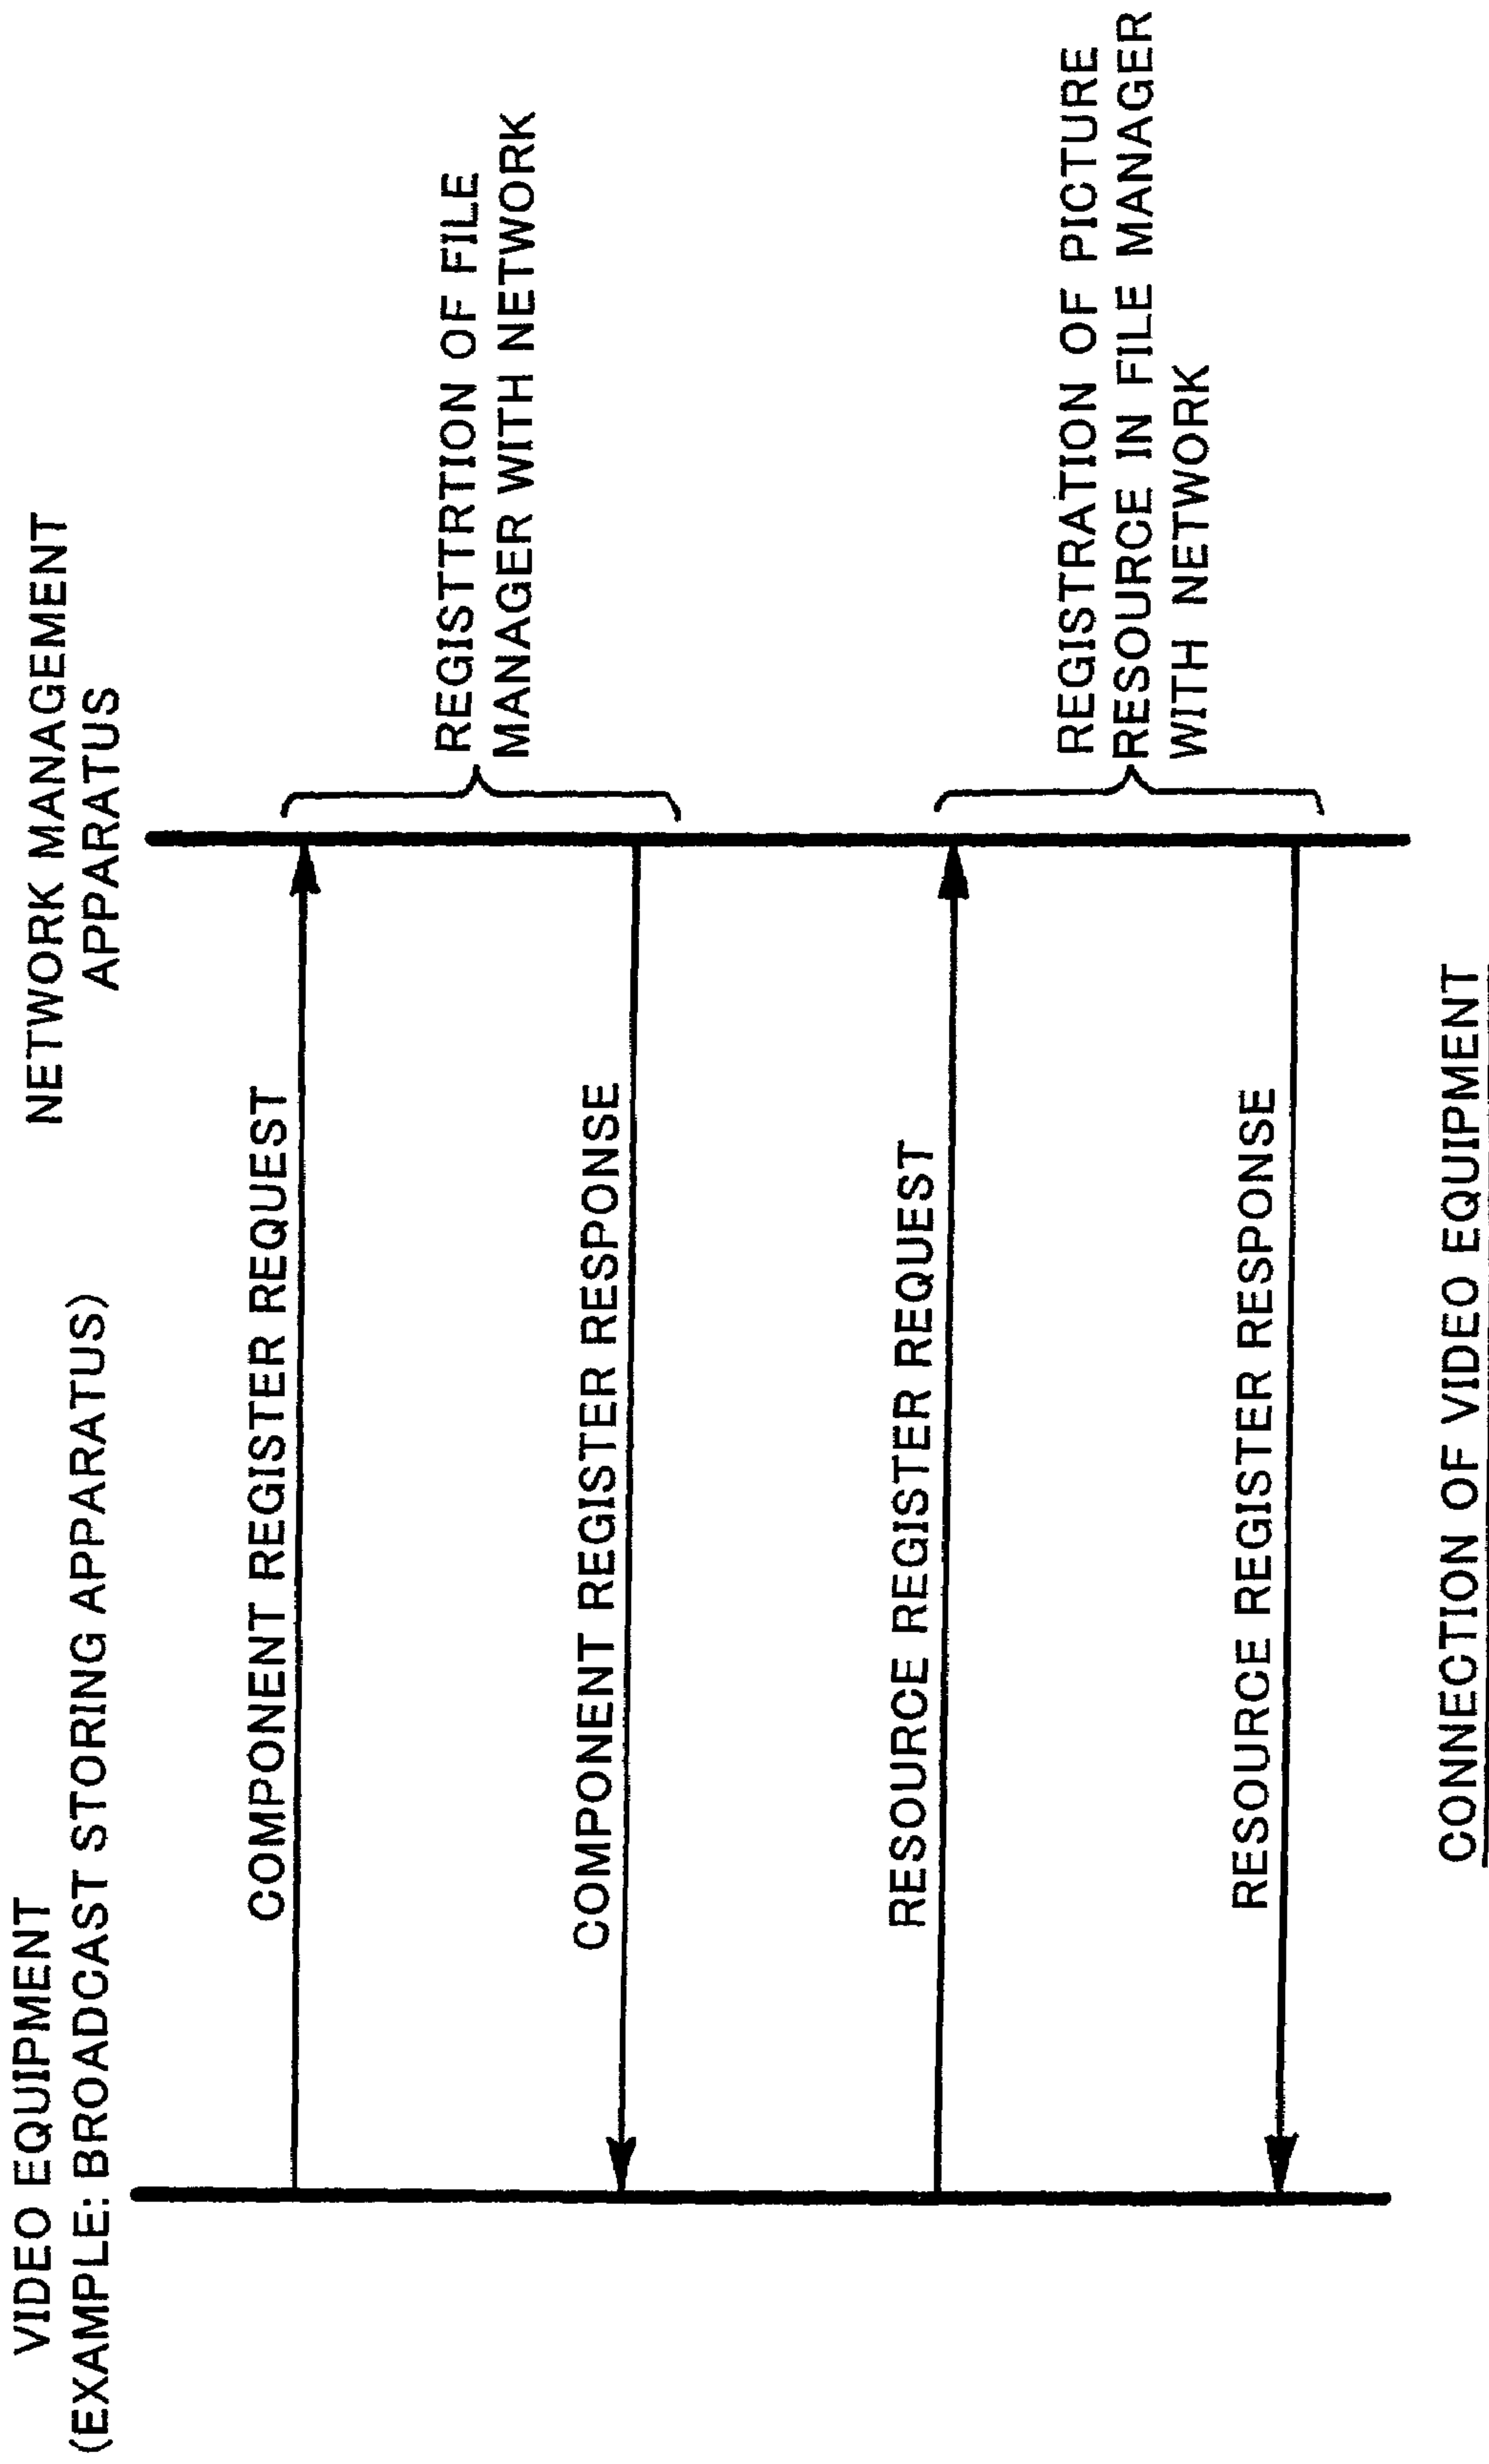 VIDEO EQUIPMENT
(EXAMPLE: BROADCAST STORING APPARATUS)
NETWORK MANAGEMENT
APPARATUS
COMPONENT REGISTER REQUEST
REGISTTRTION OF FILE
MANAGER WITH NETWORK
COMPONENT REGISTER RESPONSE
RESOURCE REGISTER REQUEST
REGISTRATION OF PICTURE
RESOURCE IN FILE MANAGER
WITH NETWORK
RESOURCE REGISTER RESPONSE
CONNECTION OF VIDEO EQUIPMENT